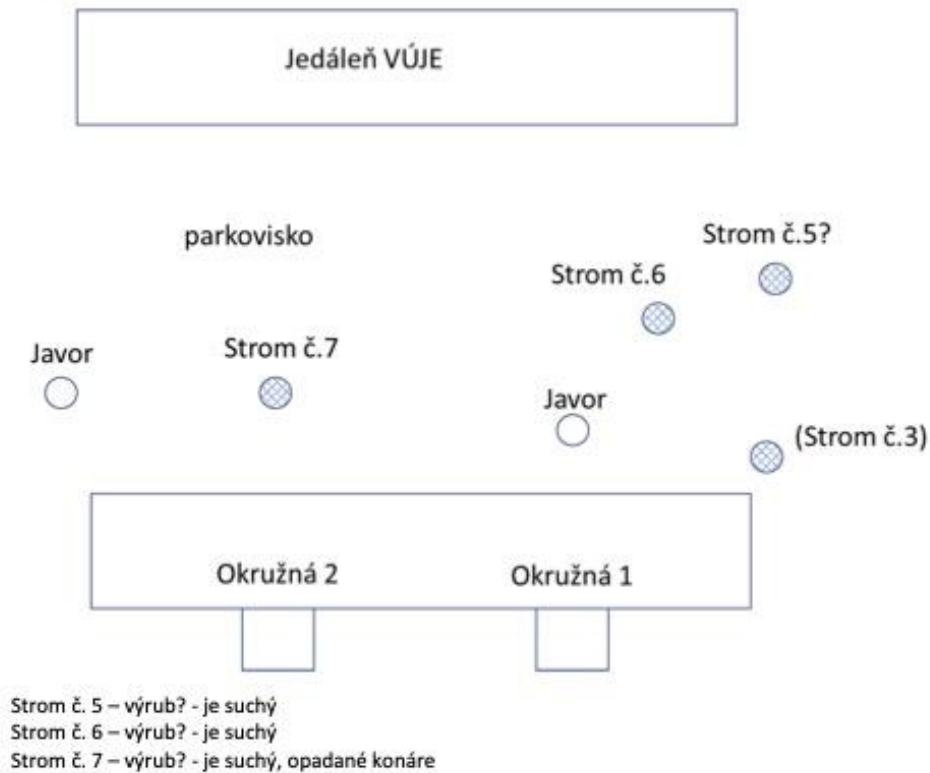 Jedáleň VÚJE
parkovisko
Strom č.5?
Strom č.6
Javor
Strom č.7
Javor
(Strom č.3)
Okružná 2
Okružná 1
Strom č. 5 – výrub? - je suchý
Strom č. 6 – výrub? - je suchý
Strom č. 7 – výrub? - je suchý, opadané konáre